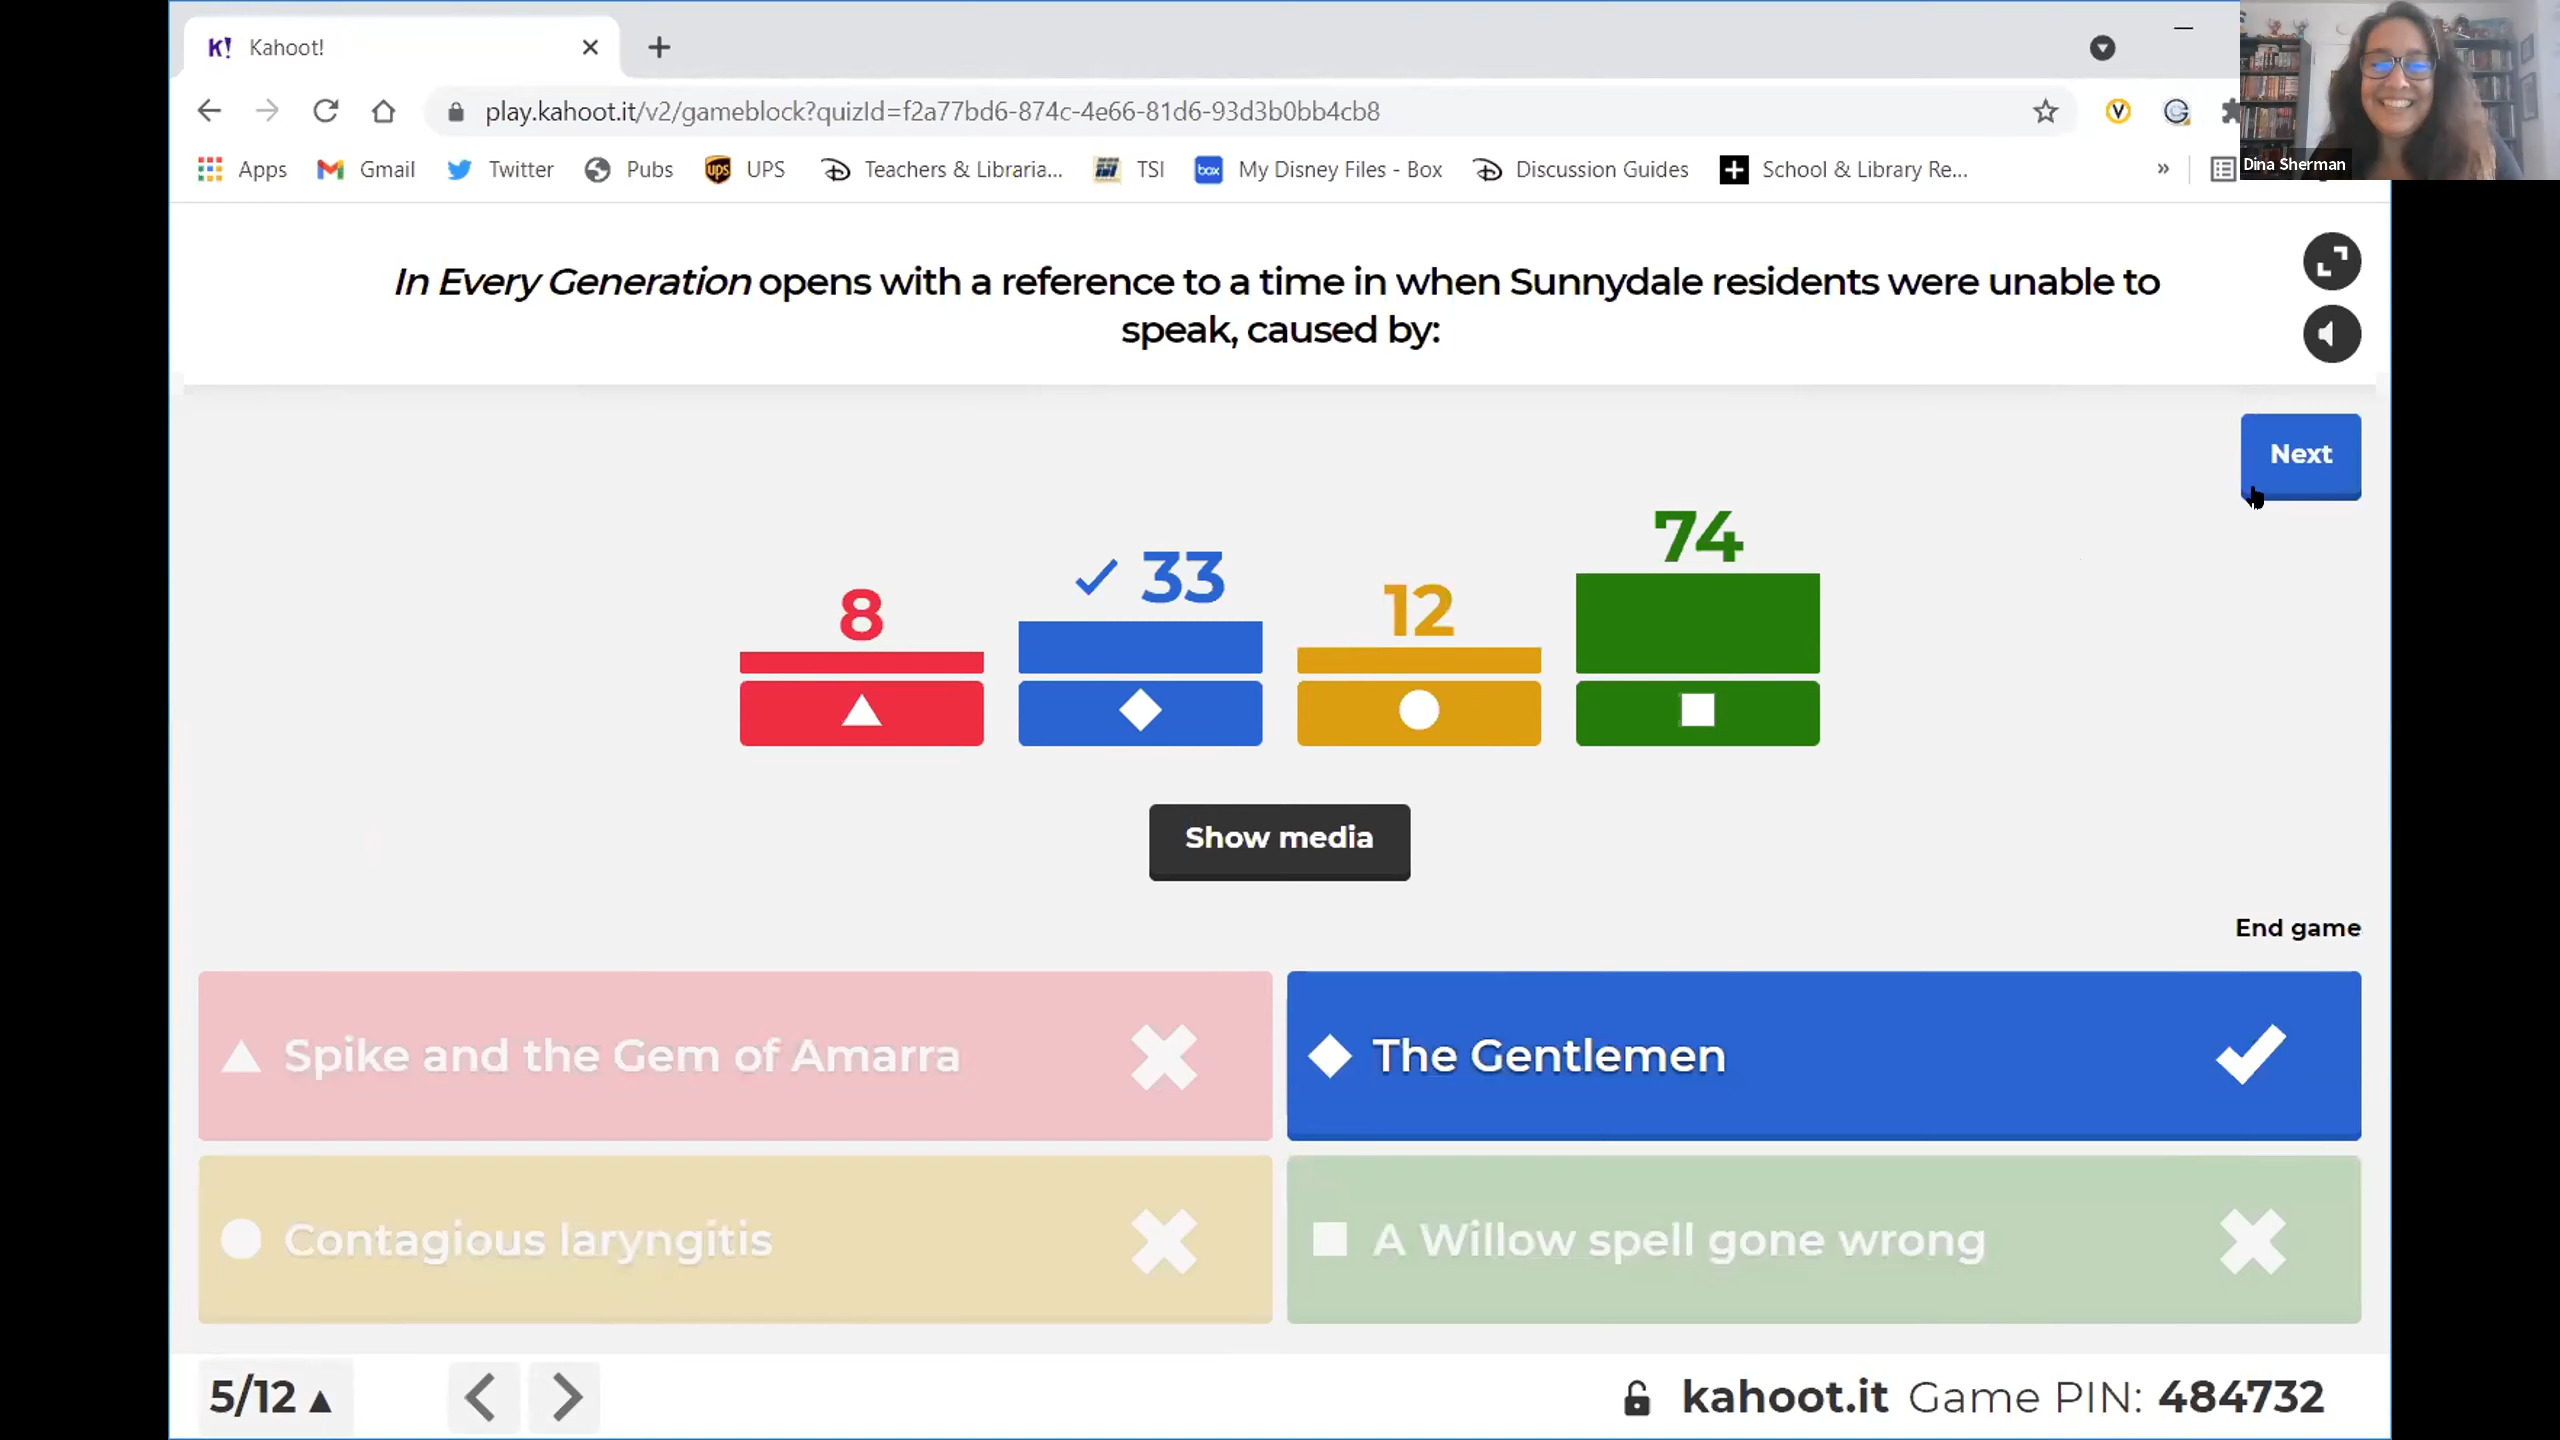 K! Kahoot!
play.kahoot.it/v2/gameblock?quizId=f2a77bd6-874c-4e66-81d6-93d3b0bb4cb8
Apps Gmail Twitter Pubs UPS Teachers & Libraria... TSI box My Disney Files - Box Discussion Guides School & Library Re... »
Dina Sherman
In Every Generation opens with a reference to a time in when Sunnydale residents were unable to
speak, caused by:
Next
8 33 12 74
Show media
End game
Spike and the Gem of Amarra
The Gentlemen
Contagious laryngitis
A Willow spell gone wrong
5/12
kahoot.it Game PIN: 484732